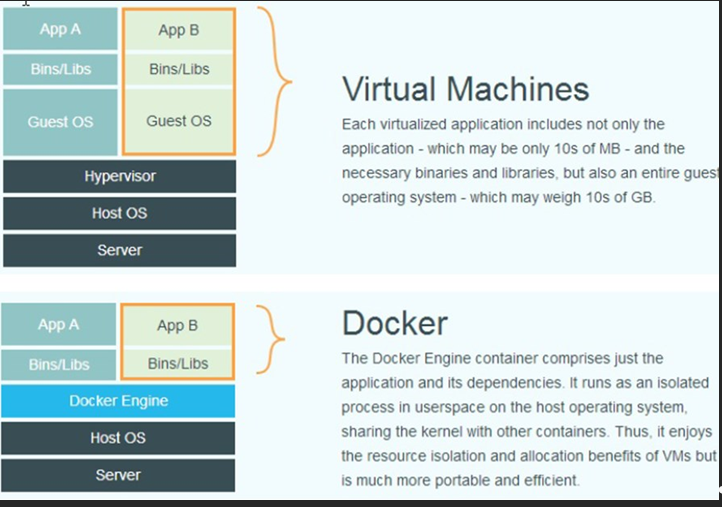 App A
App B
Bins/Libs
Bins/Libs
Guest OS
Guest OS
Hypervisor
Host OS
Server
Virtual Machines
Each virtualized application includes not only the
application - which may be only 10s of MB - and the
necessary binaries and libraries, but also an entire guest
operating system - which may weigh 10s of GB.
App A
App B
Bins/Libs
Bins/Libs
Docker Engine
Host OS
Server
Docker
The Docker Engine container comprises just the
application and its dependencies. It runs as an isolated
process in userspace on the host operating system,
sharing the kernel with other containers. Thus, it enjoys
the resource isolation and allocation benefits of VMs but
is much more portable and efficient.